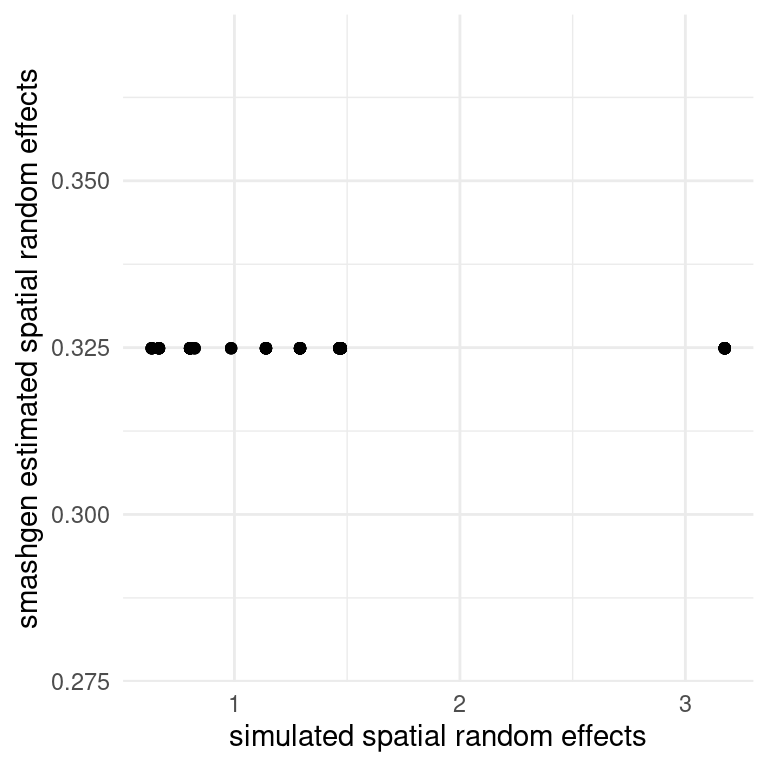 smashgen estimated spatial random effects
0.350
0.325
0.300
0.275
1 2 3
simulated spatial random effects